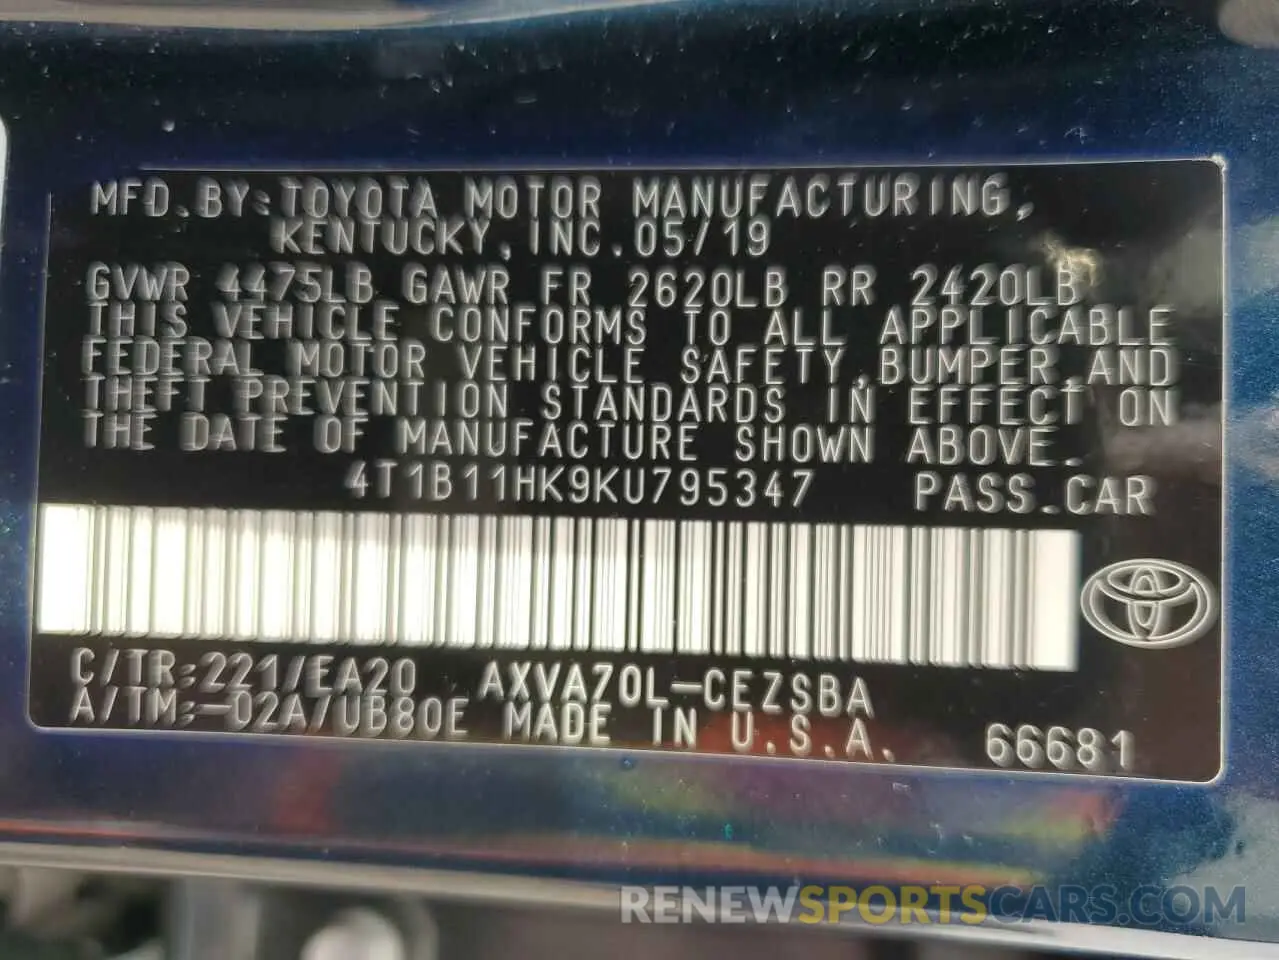 MFD.BY:TOYOTA MOTOR MANUFACTURING,
KENTUCKY,INC.05/19
GVWR 4475LB GAWR FR 2620LB RR 2420LB
THIS VEHICLE CONFORMS TO ALL APPLICABLE
FEDERAL MOTOR VEHICLE SAFETY,BUMPER,AND
THEFT PREVENTION STANDARDS IN EFFECT ON
THE DATE OF MANUFACTURE SHOWN ABOVE.
4T1B11HK9KU795347 PASS.CAR
C/TR:221/EA20 AXVA70L-CEZSBA
A/TM:-02A/UB80E MADE IN U.S.A. 66681
RENEWSPORTSCARS.COM